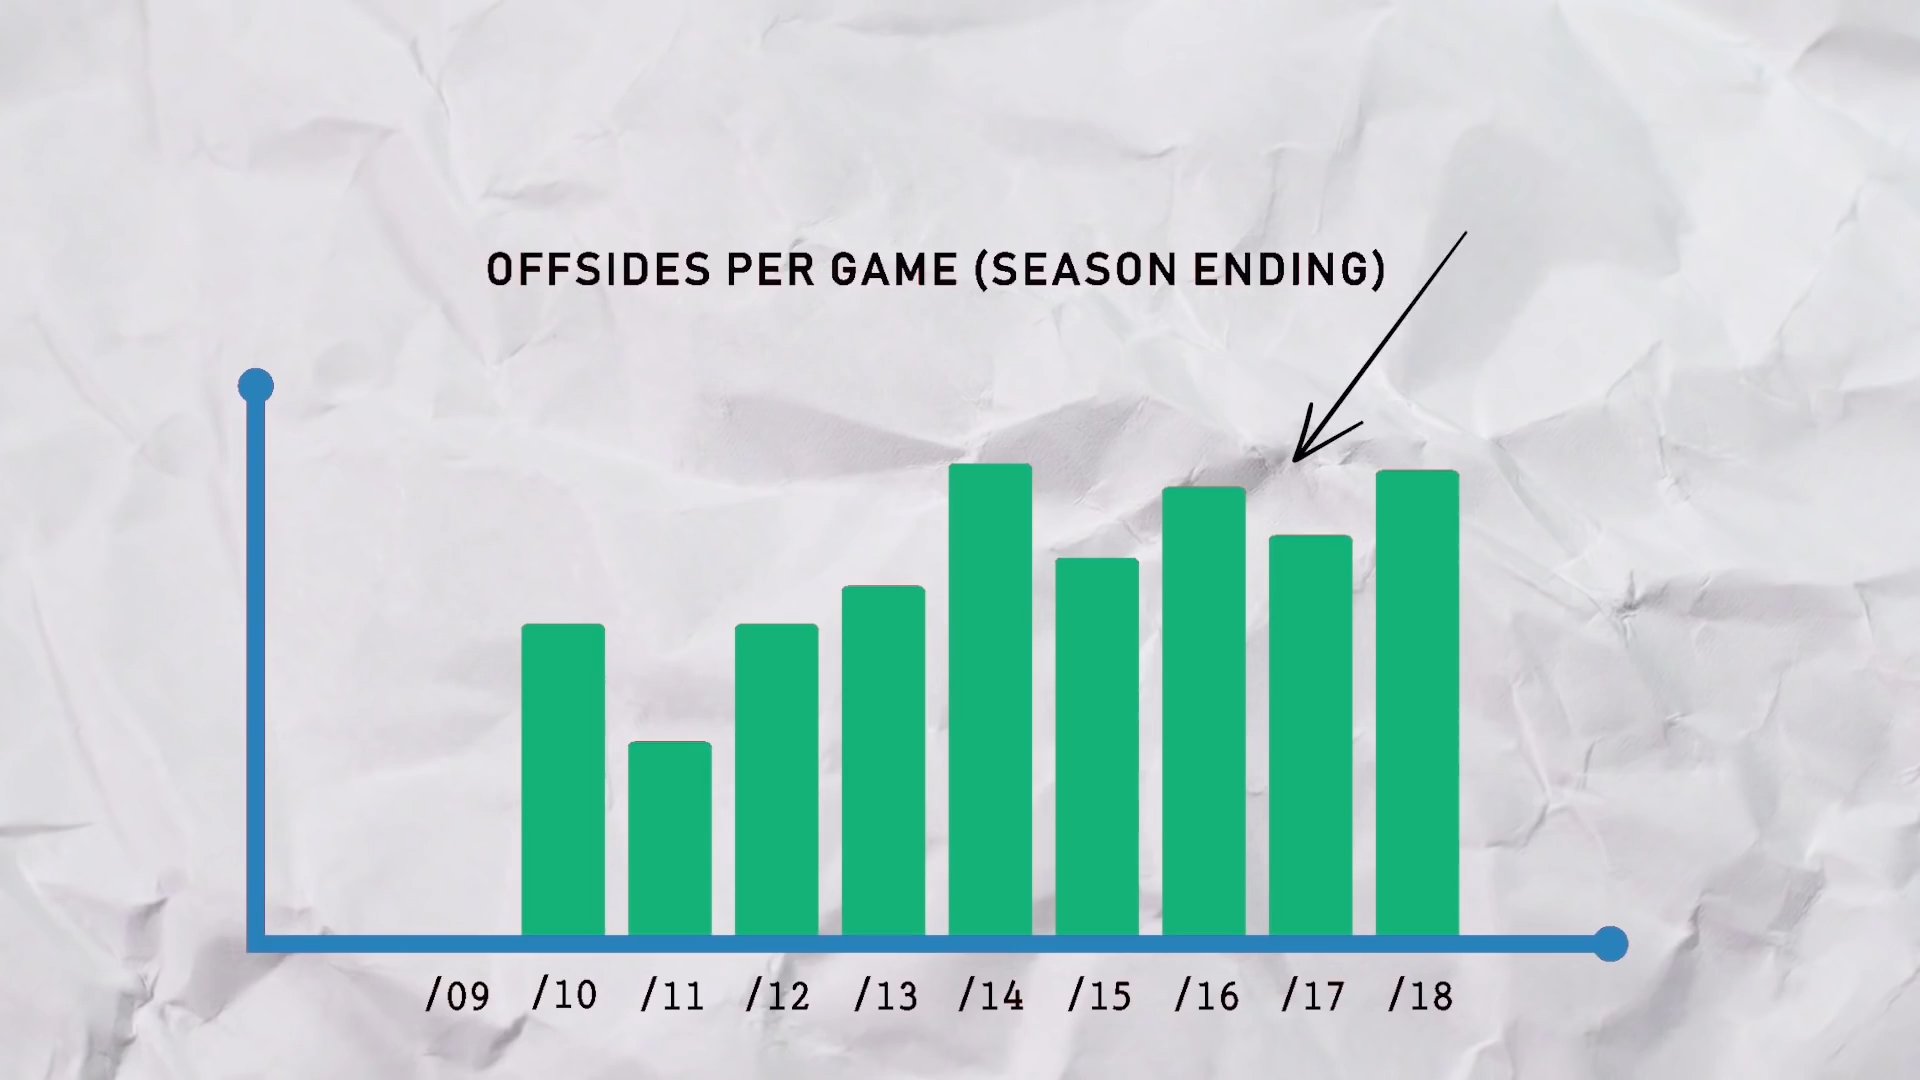 OFFSIDES PER GAME (SEASON ENDING)
/09 /10 /11 /12 /13 /14 /15 /16 /17 /18